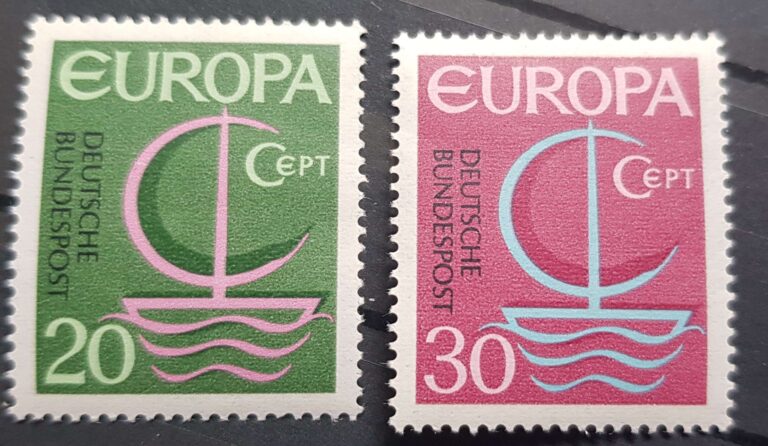 EUROPA
CEPT
DEUTSCHE
BUNDESPOST
20
EUROPA
CEPT
DEUTSCHE
BUNDESPOST
30